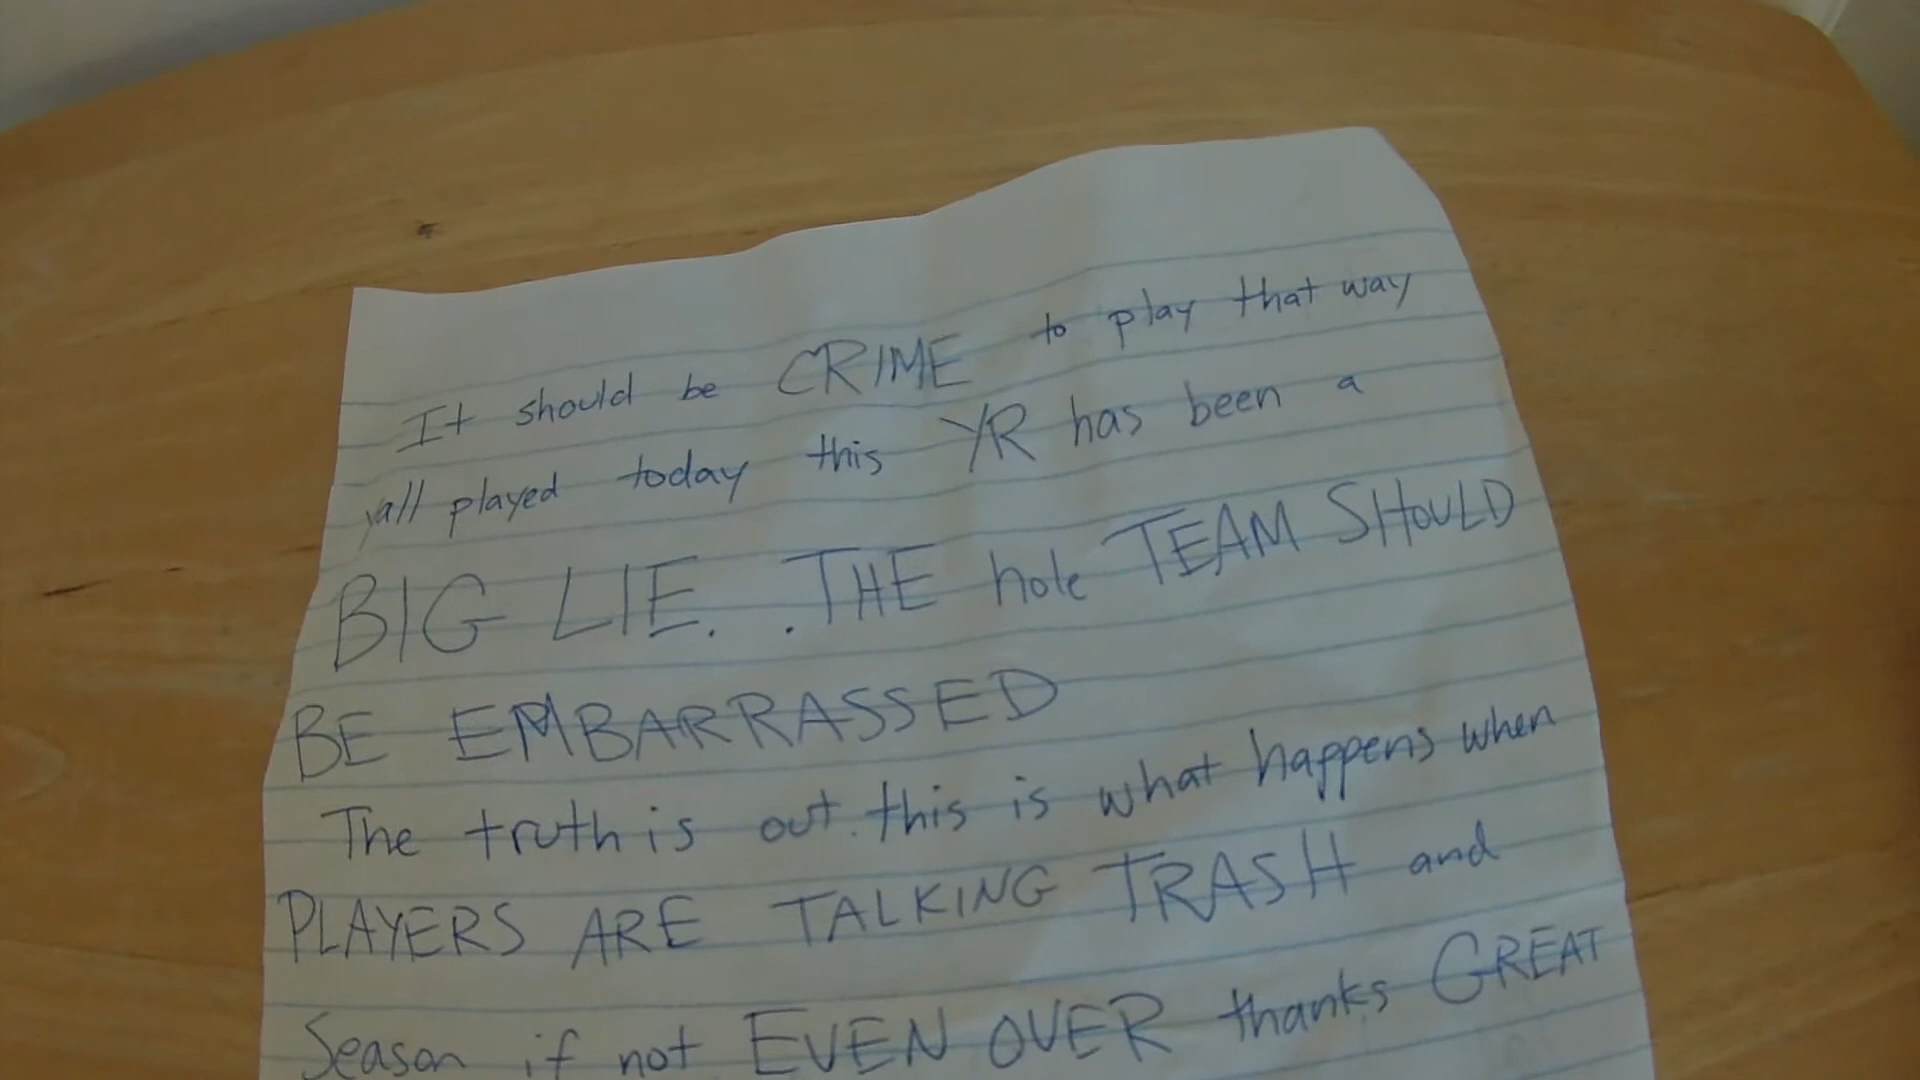 It should be CRIME to play that way
yall played today this YR has been a
BIG LIE. . THE hole TEAM SHOULD
BE EMBARRASSED
The truth is out. this is what happens when
PLAYERS ARE TALKING TRASH and
Season if not EVEN OVER thanks GREAT